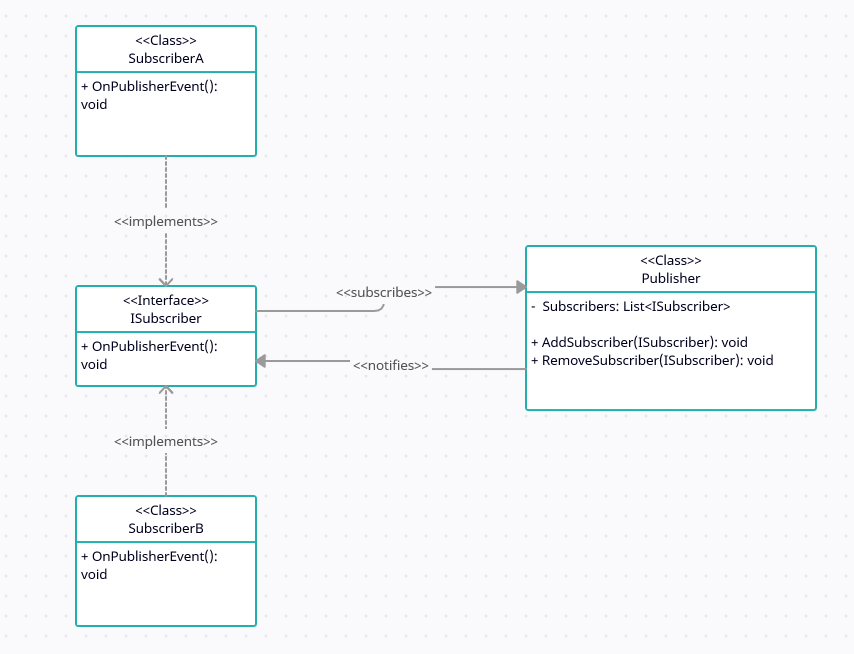 <<Class>>
SubscriberA
+ OnPublisherEvent():
void
<<implements>>
<<Interface>>
ISubscriber
+ OnPublisherEvent():
void
<<implements>>
<<Class>>
SubscriberB
+ OnPublisherEvent():
void
<<subscribes>>
<<notifies>>
<<Class>>
Publisher
- Subscribers: List<ISubscriber>
+ AddSubscriber(ISubscriber): void
+ RemoveSubscriber(ISubscriber): void